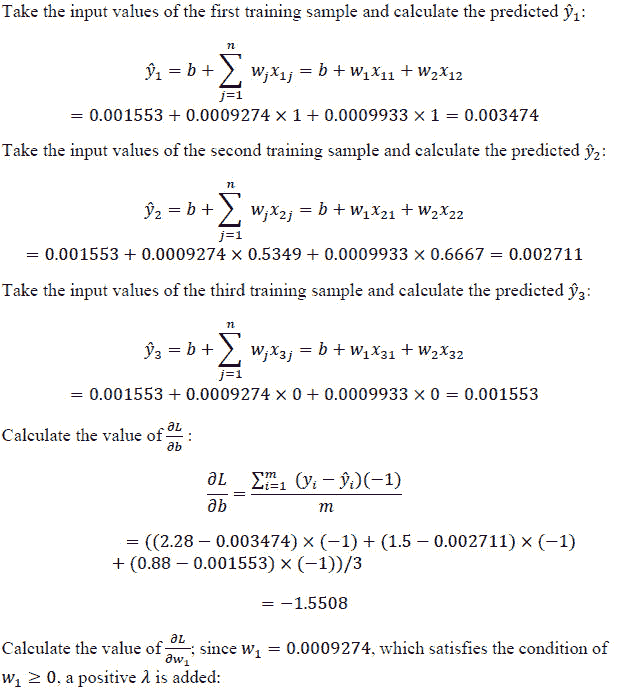 Take the input values of the first training sample and calculate the predicted ŷ₁:
ŷ₁ = b + ∑ⁿⱼ₌₁ wⱼx₁ⱼ = b + w₁x₁₁ + w₂x₁₂
= 0.001553 + 0.0009274 × 1 + 0.0009933 × 1 = 0.003474
Take the input values of the second training sample and calculate the predicted ŷ₂:
ŷ₂ = b + ∑ⁿⱼ₌₁ wⱼx₂ⱼ = b + w₁x₂₁ + w₂x₂₂
= 0.001553 + 0.0009274 × 0.5349 + 0.0009933 × 0.6667 = 0.002711
Take the input values of the third training sample and calculate the predicted ŷ₃:
ŷ₃ = b + ∑ⁿⱼ₌₁ wⱼx₃ⱼ = b + w₁x₃₁ + w₂x₃₂
= 0.001553 + 0.0009274 × 0 + 0.0009933 × 0 = 0.001553
Calculate the value of ∂L/∂b :
∂L/∂b = ∑ᵐᵢ₌₁ (yᵢ − ŷᵢ)(−1) / m
= ((2.28 − 0.003474) × (−1) + (1.5 − 0.002711) × (−1)
+ (0.88 − 0.001553) × (−1))/3
= −1.5508
Calculate the value of ∂L/∂w₁; since w₁ = 0.0009274, which satisfies the condition of
w₁ ≥ 0, a positive λ is added: